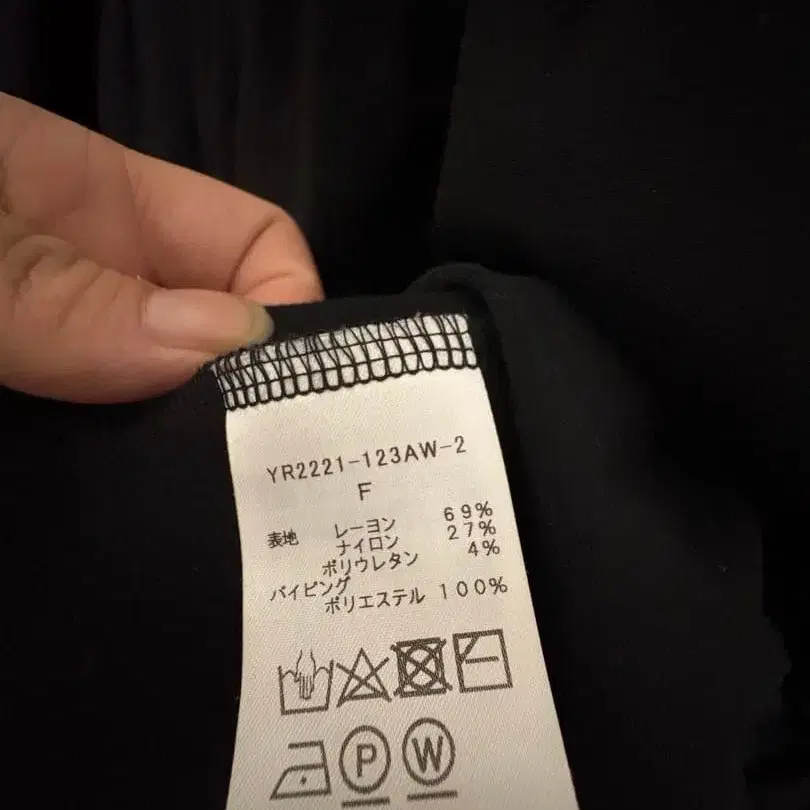 YR2221-123AW-2
F
表地 レーヨン 69%
ナイロン 27%
ポリウレタン 4%
パイピング
ポリエステル 100%
P W